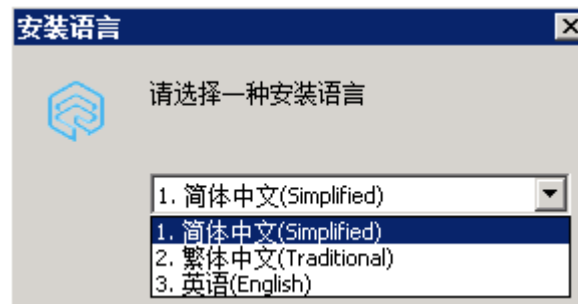 安装语言
请选择一种安装语言
1. 简体中文(Simplified)
1. 简体中文(Simplified)
2. 繁体中文(Traditional)
3. 英语(English)